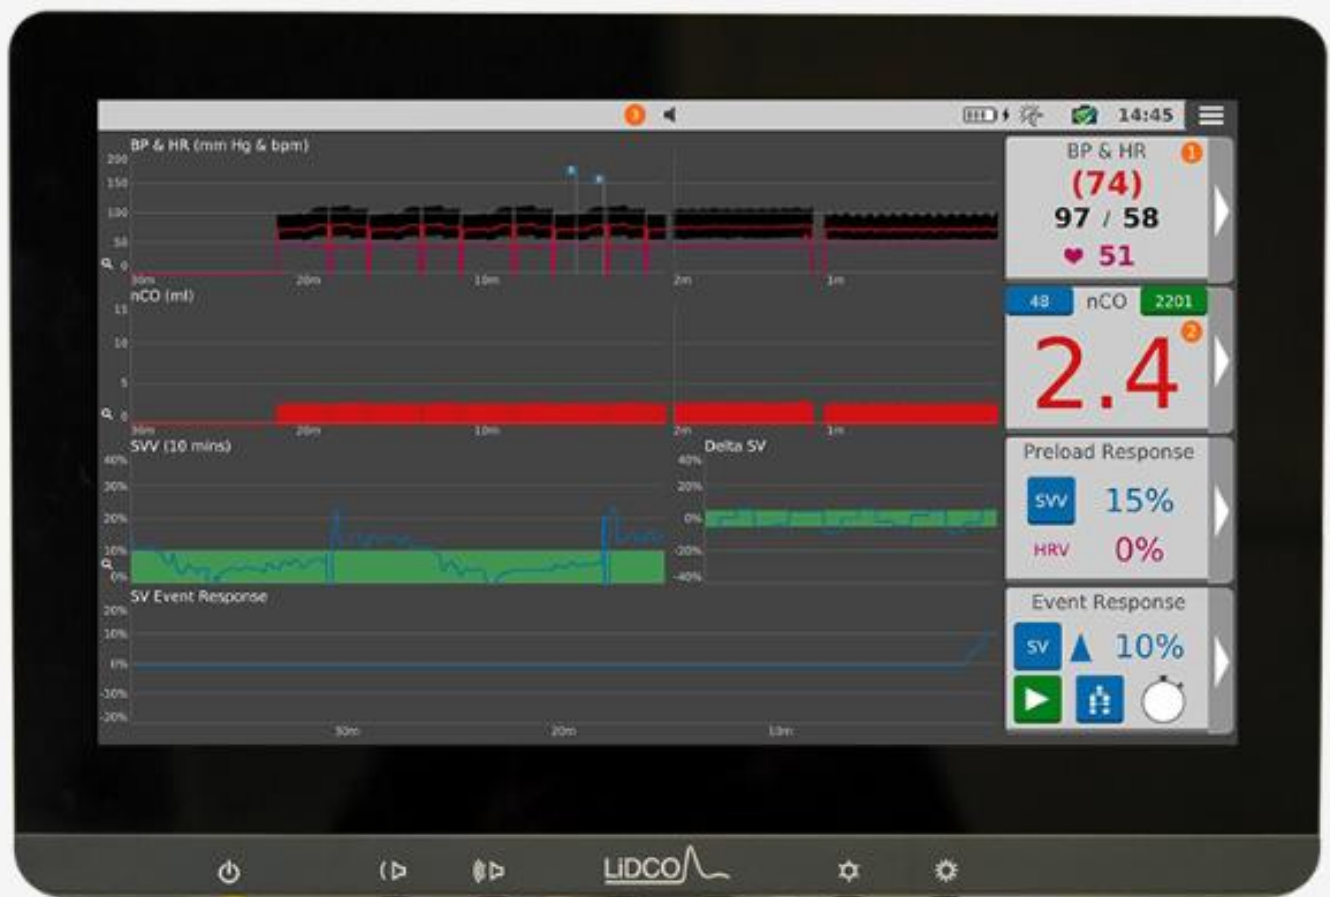 3
14:45
BP & HR (mm Hg & bpm)
200
150
100
50
0
30m 20m 10m 2m 1m
BP & HR 1
(74)
97 / 58
51
nCO (ml)
15
10
5
0
30m 20m 10m 2m 1m
48 nCO 2201
2
2.4
SVV (10 mins)
40%
30%
20%
10%
0%
Delta SV
40%
20%
0%
-20%
-40%
Preload Response
SVV 15%
HRV 0%
SV Event Response
20%
10%
0%
-10%
-20%
30m 20m 10m
Event Response
SV 10%
LiDCO